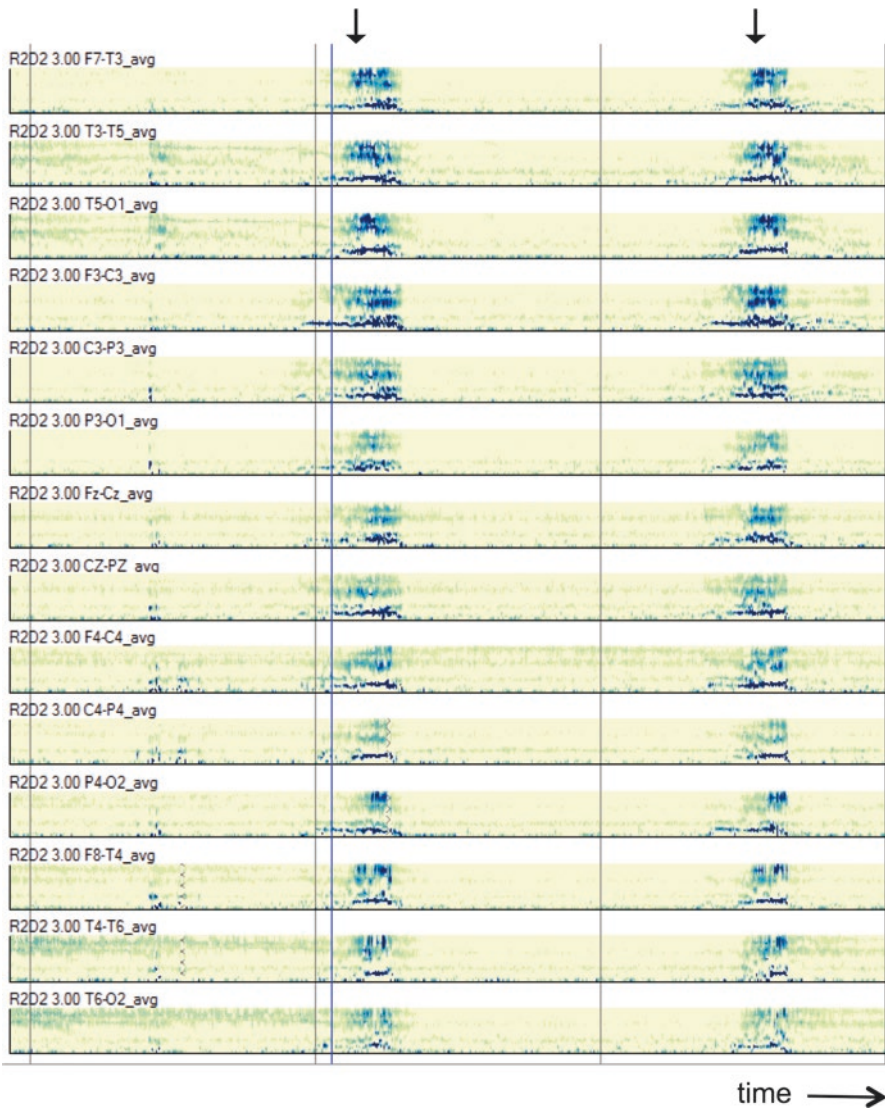 R2D2 3.00 F7-T3_avg
R2D2 3.00 T3-T5_avg
R2D2 3.00 T5-O1_avg
R2D2 3.00 F3-C3_avg
R2D2 3.00 C3-P3_avg
R2D2 3.00 P3-O1_avg
R2D2 3.00 Fz-Cz_avg
R2D2 3.00 CZ-PZ_avg
R2D2 3.00 F4-C4_avg
R2D2 3.00 C4-P4_avg
R2D2 3.00 P4-O2_avg
R2D2 3.00 F8-T4_avg
R2D2 3.00 T4-T6_avg
R2D2 3.00 T6-O2_avg
time